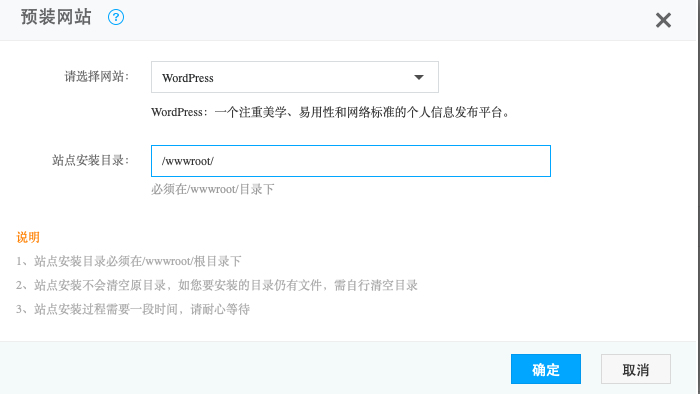 预装网站 ?
请选择网站： WordPress
WordPress：一个注重美学、易用性和网络标准的个人信息发布平台。
站点安装目录： /wwwroot/
必须在/wwwroot/目录下
说明
1、站点安装目录必须在/wwwroot/根目录下
2、站点安装不会清空原目录，如您要安装的目录仍有文件，需自行清空目录
3、站点安装过程需要一段时间，请耐心等待
确定 取消